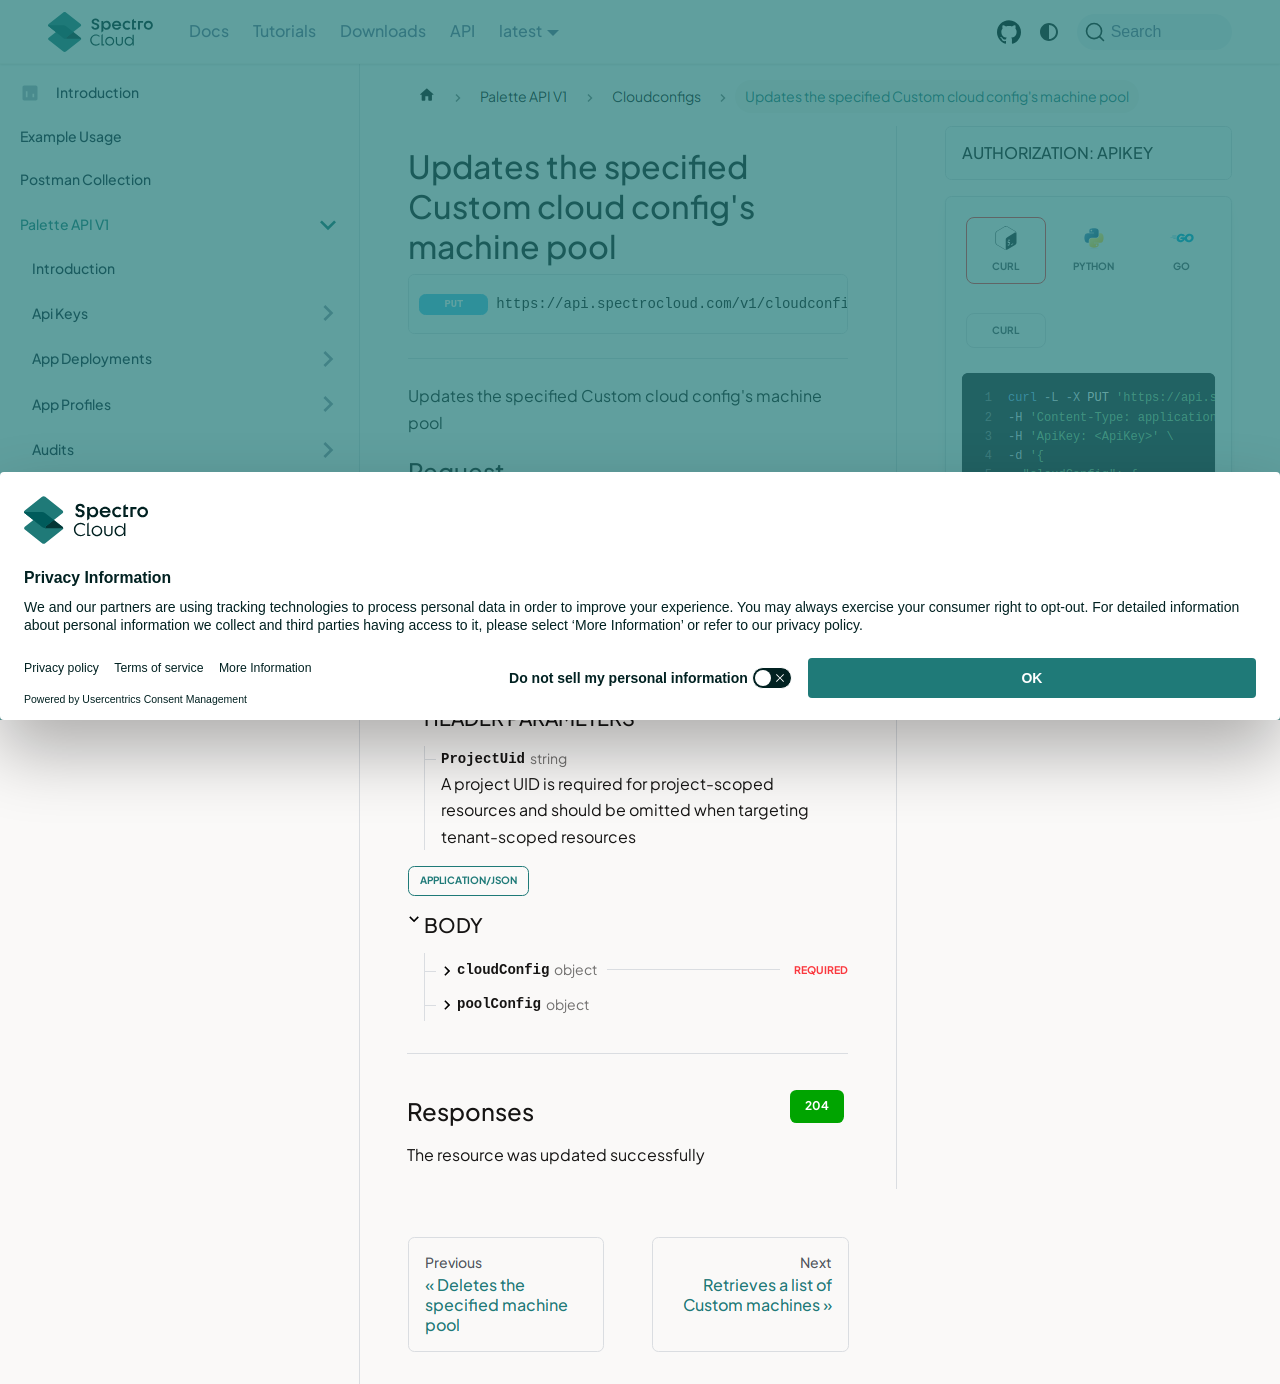 Spectro
Cloud
Docs
Tutorials
Downloads
API
latest
Search
Introduction
Example Usage
Postman Collection
Palette API V1
Introduction
Api Keys
App Deployments
App Profiles
Audits
Palette API V1
Cloudconfigs
Updates the specified Custom cloud config's machine pool
Updates the specified
Custom cloud config's
machine pool
PUT https://api.spectrocloud.com/v1/cloudconfi
Updates the specified Custom cloud config's machine
pool
Request
AUTHORIZATION: APIKEY
CURL
PYTHON
GO
CURL
1 curl -L -X PUT 'https://api.s
2 -H 'Content-Type: application
3 -H 'ApiKey: <ApiKey>' \
4 -d '{
Spectro
Cloud
Privacy Information
We and our partners are using tracking technologies to process personal data in order to improve your experience. You may always exercise your consumer right to opt-out. For detailed information
about personal information we collect and third parties having access to it, please select ‘More Information’ or refer to our privacy policy.
Privacy policy
Terms of service
More Information
Powered by Usercentrics Consent Management
Do not sell my personal information
OK
HEADER PARAMETERS
ProjectUid string
A project UID is required for project-scoped
resources and should be omitted when targeting
tenant-scoped resources
APPLICATION/JSON
BODY
cloudConfig object REQUIRED
poolConfig object
Responses
204
The resource was updated successfully
Previous
« Deletes the
specified machine
pool
Next
Retrieves a list of
Custom machines »